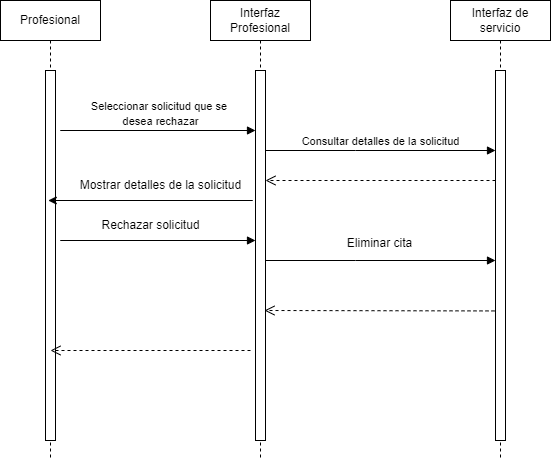 Profesional
Interfaz
Profesional
Interfaz de
servicio
Seleccionar solicitud que se
desea rechazar
Consultar detalles de la solicitud
Mostrar detalles de la solicitud
Rechazar solicitud
Eliminar cita